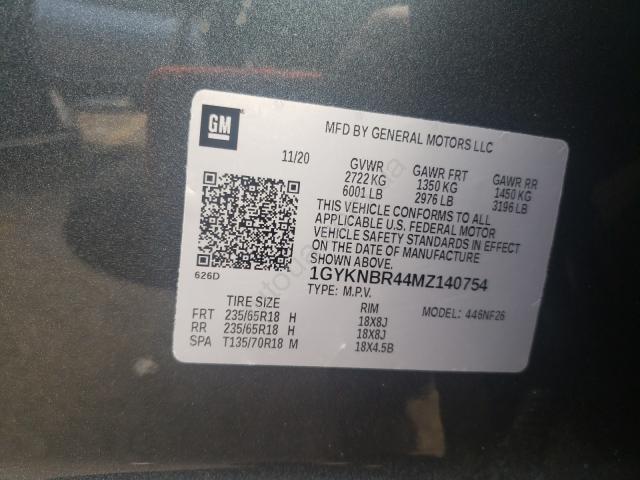 GM
MFD BY GENERAL MOTORS LLC
11/20 GVWR GAWR FRT GAWR RR
2722 KG 1350 KG 1450 KG
6001 LB 2976 LB 3196 LB
THIS VEHICLE CONFORMS TO ALL
APPLICABLE U.S. FEDERAL MOTOR
VEHICLE SAFETY STANDARDS IN EFFECT
ON THE DATE OF MANUFACTURE
SHOWN ABOVE.
626D
1GYKNBR44MZ140754
TYPE: M.P.V. MODEL: 446NF26
TIRE SIZE RIM
FRT 235/65R18 H 18X8J
RR 235/65R18 H 18X8J
SPA T135/70R18 M 18X4.5B